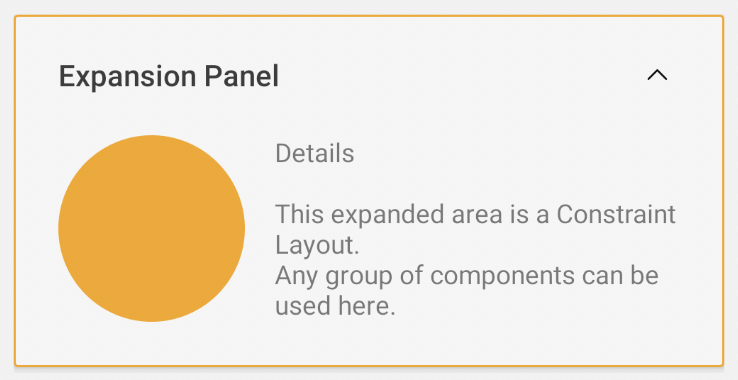 Expansion Panel
Details
This expanded area is a Constraint
Layout.
Any group of components can be
used here.